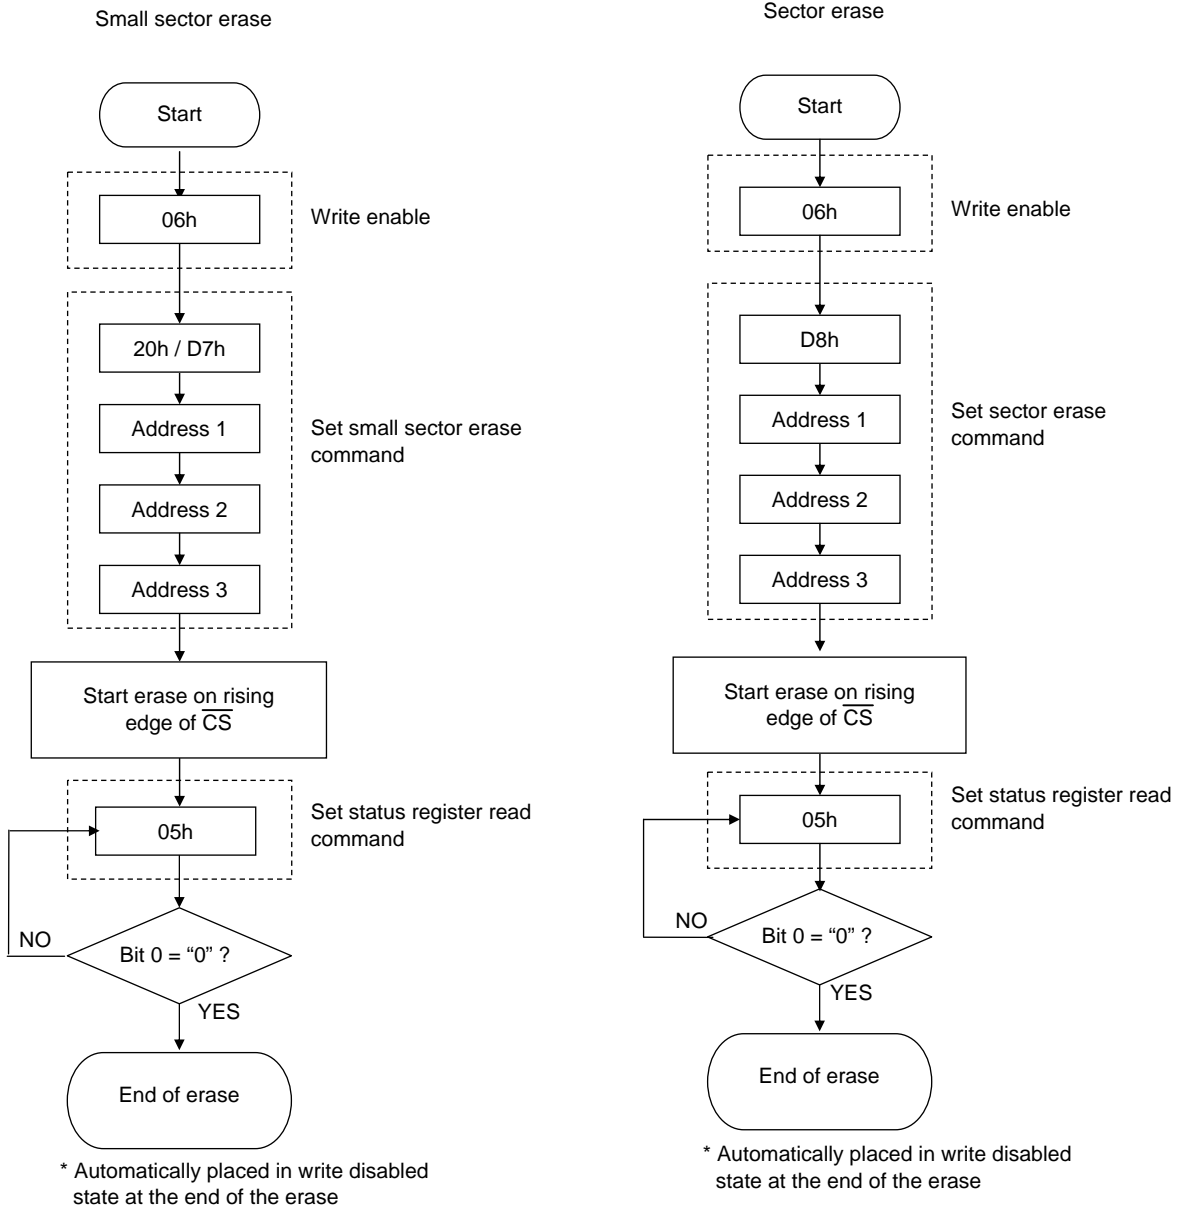 Small sector erase
Start
06h
Write enable
20h / D7h
Address 1
Set small sector erase
command
Address 2
Address 3
Start erase on rising
edge of C̅S̅
Set status register read
command
05h
NO
Bit 0 = “0” ?
YES
End of erase
* Automatically placed in write disabled
state at the end of the erase
Sector erase
Start
06h
Write enable
D8h
Address 1
Set sector erase
command
Address 2
Address 3
Start erase on rising
edge of C̅S̅
Set status register read
command
05h
NO
Bit 0 = “0” ?
YES
End of erase
* Automatically placed in write disabled
state at the end of the erase